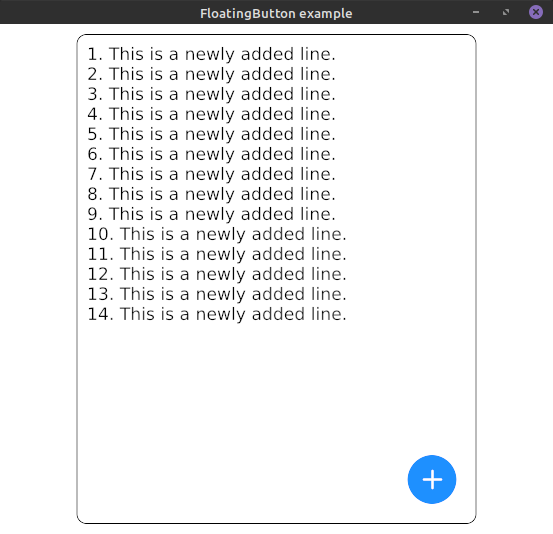 FloatingButton example
1. This is a newly added line.
2. This is a newly added line.
3. This is a newly added line.
4. This is a newly added line.
5. This is a newly added line.
6. This is a newly added line.
7. This is a newly added line.
8. This is a newly added line.
9. This is a newly added line.
10. This is a newly added line.
11. This is a newly added line.
12. This is a newly added line.
13. This is a newly added line.
14. This is a newly added line.